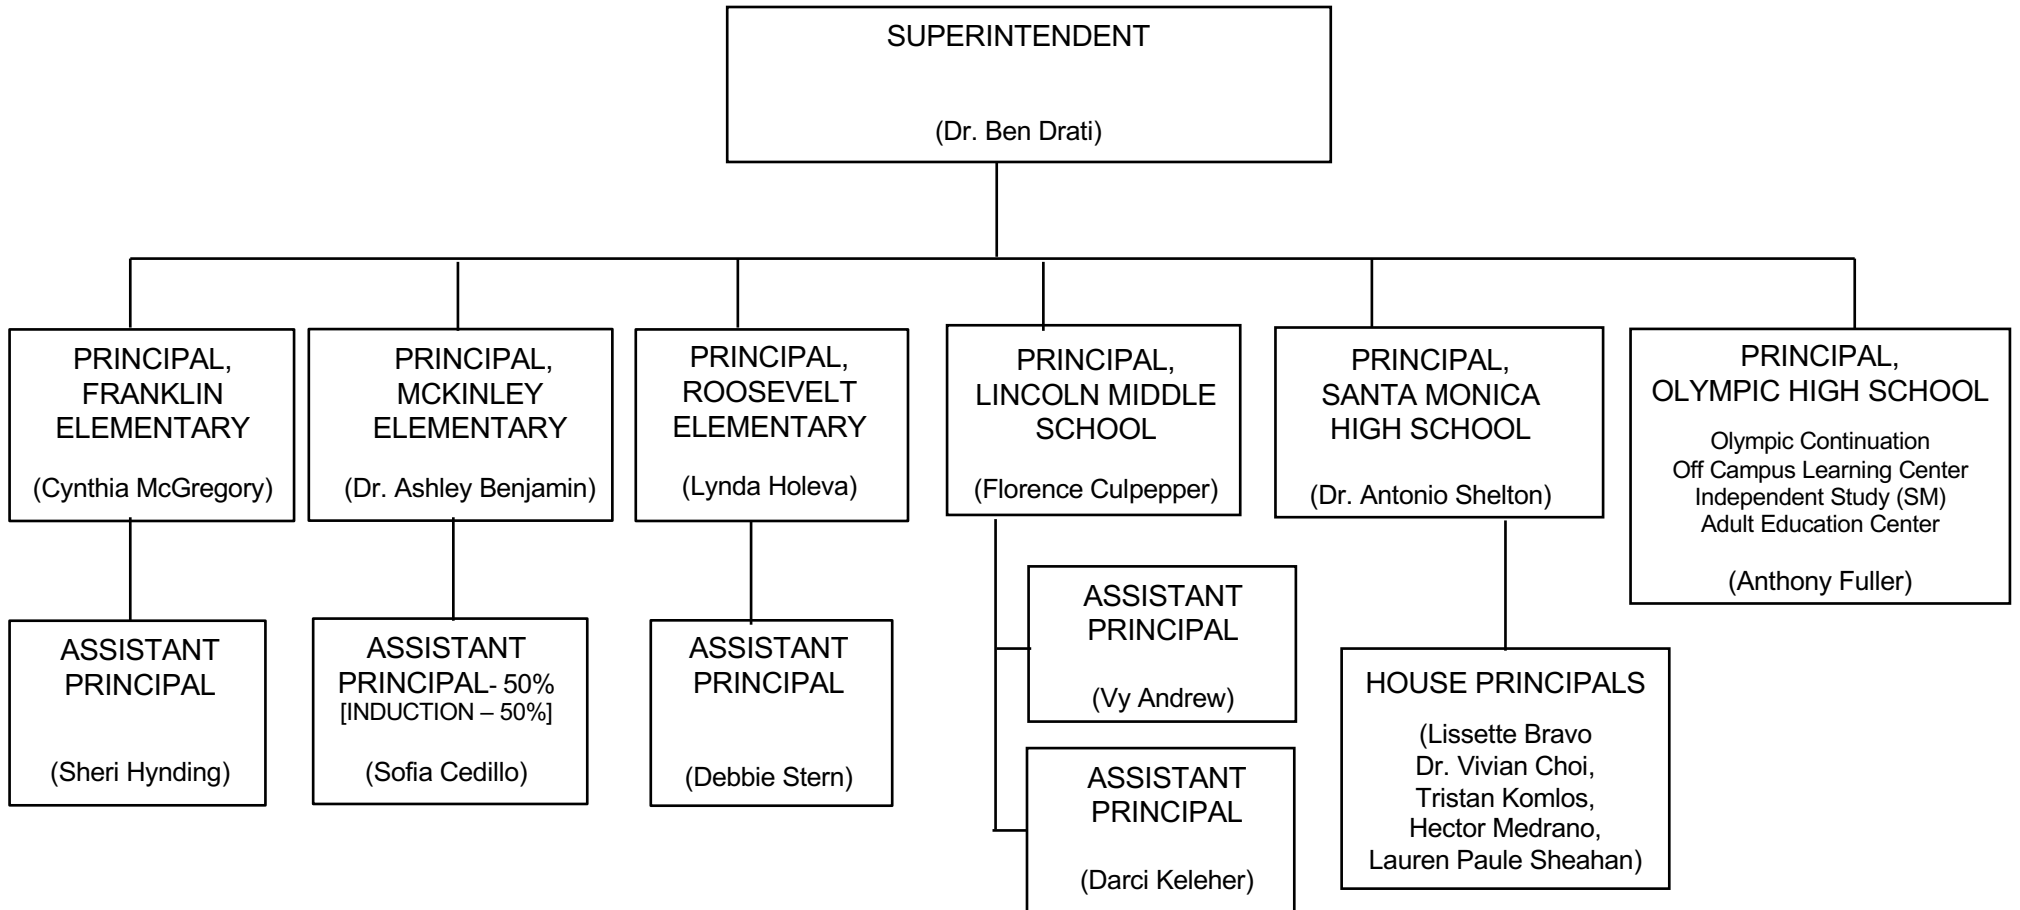 SUPERINTENDENT
(Dr. Ben Drati)
PRINCIPAL,
FRANKLIN
ELEMENTARY
(Cynthia McGregory)
PRINCIPAL,
MCKINLEY
ELEMENTARY
(Dr. Ashley Benjamin)
PRINCIPAL,
ROOSEVELT
ELEMENTARY
(Lynda Holeva)
PRINCIPAL,
LINCOLN MIDDLE
SCHOOL
(Florence Culpepper)
PRINCIPAL,
SANTA MONICA
HIGH SCHOOL
(Dr. Antonio Shelton)
PRINCIPAL,
OLYMPIC HIGH SCHOOL
Olympic Continuation
Off Campus Learning Center
Independent Study (SM)
Adult Education Center
(Anthony Fuller)
ASSISTANT
PRINCIPAL
(Sheri Hynding)
ASSISTANT
PRINCIPAL- 50%
[INDUCTION – 50%]
(Sofia Cedillo)
ASSISTANT
PRINCIPAL
(Debbie Stern)
ASSISTANT
PRINCIPAL
(Vy Andrew)
ASSISTANT
PRINCIPAL
(Darci Keleher)
HOUSE PRINCIPALS
(Lissette Bravo
Dr. Vivian Choi,
Tristan Komlos,
Hector Medrano,
Lauren Paule Sheahan)